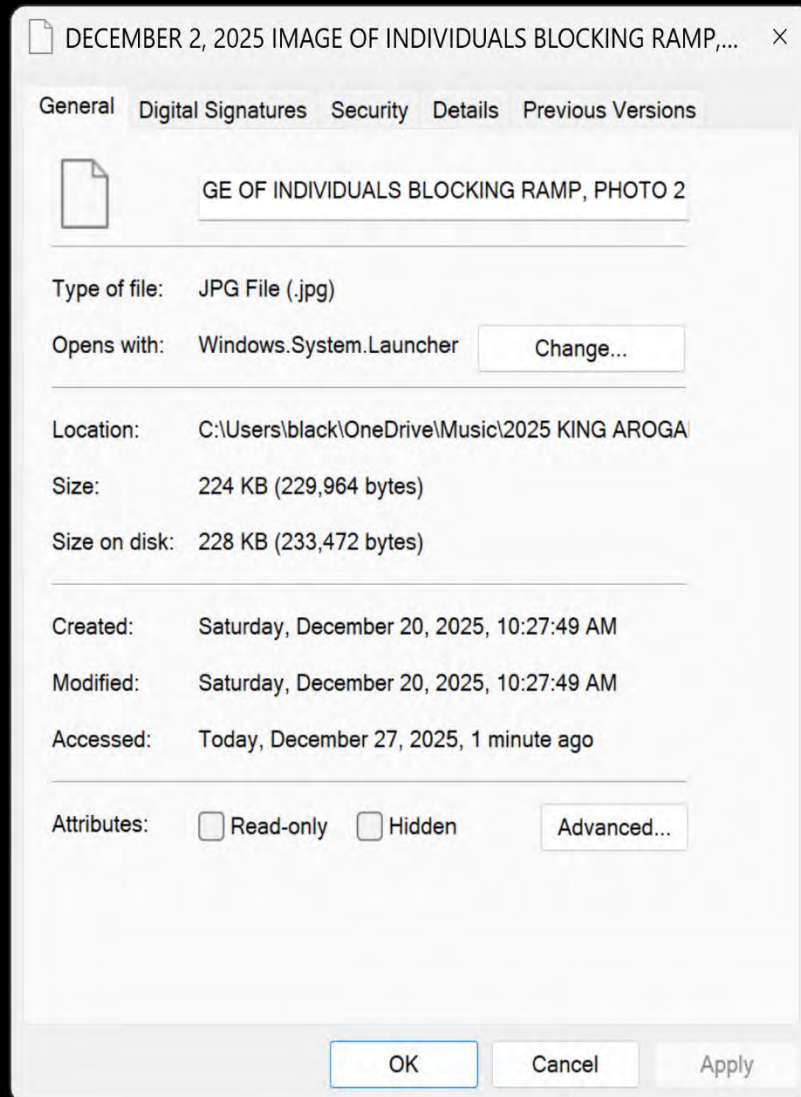 DECEMBER 2, 2025 IMAGE OF INDIVIDUALS BLOCKING RAMP,...
General Digital Signatures Security Details Previous Versions
GE OF INDIVIDUALS BLOCKING RAMP, PHOTO 2
Type of file: JPG File (.jpg)
Opens with: Windows.System.Launcher Change...
Location: C:\Users\black\OneDrive\Music\2025 KING AROGA
Size: 224 KB (229,964 bytes)
Size on disk: 228 KB (233,472 bytes)
Created: Saturday, December 20, 2025, 10:27:49 AM
Modified: Saturday, December 20, 2025, 10:27:49 AM
Accessed: Today, December 27, 2025, 1 minute ago
Attributes: Read-only Hidden Advanced...
OK Cancel Apply